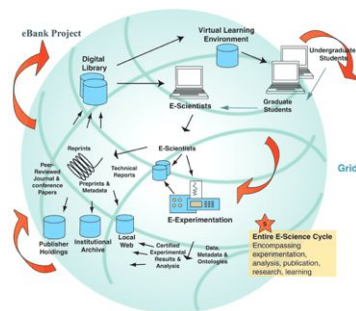 eBank Project
Virtual Learning
Environment
Undergraduate
Students
Digital
Library
E-Scientists
Graduate
Students
Reprints
E-Scientists
Peer-
Reviewed
Journal &
conference
Papers
Technical
Reports
Preprints &
Metadata
Grid
E-Experimentation
Publisher
Holdings
Institutional
Archive
Local
Web
Certified
Experimental
Results &
Analysis
Data,
Metadata &
Ontologies
5
Entire E-Science Cycle
Encompassing
experimentation,
analysis, publication,
research, learning